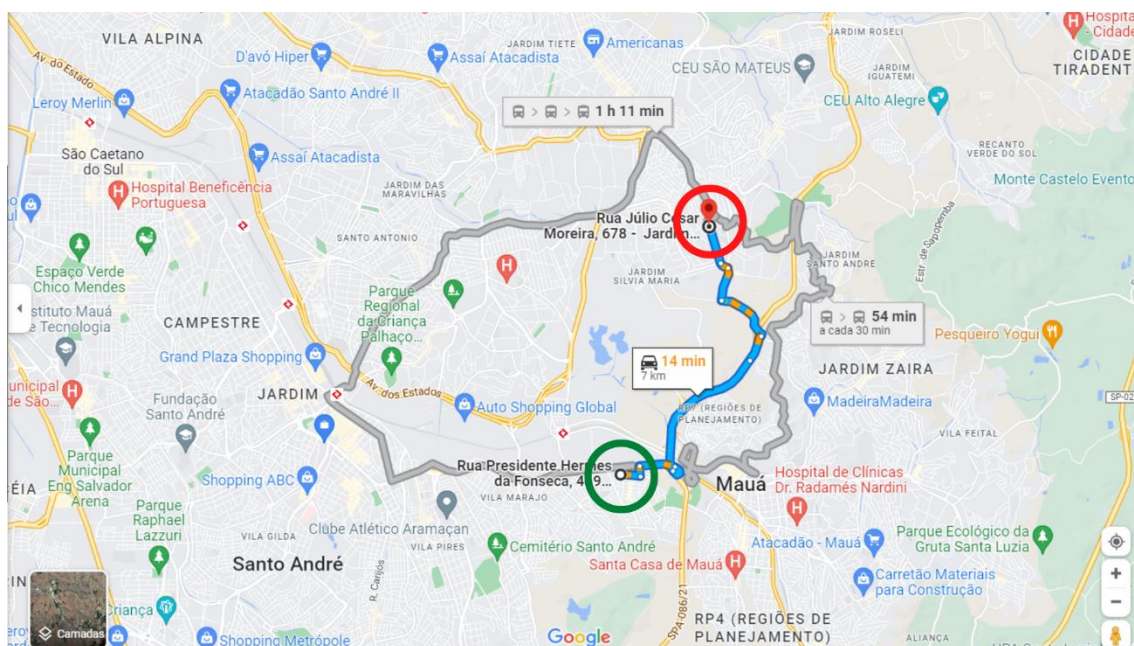 VILA ALPINA
JARDIM TIETE
Americanas
JARDIM ROSELI
CIDADE
TIRADENT
D'avó Hiper
Assaí Atacadista
CEU SÃO MATEUS
JARDIM
IGUATEMI
Av. do Estado
Leroy Merlin
Atacadão Santo André II
1 h 11 min
CEU Alto Alegre
São Caetano
do Sul
Assaí Atacadista
RECANTO
VERDE DO SOL
Hospital Beneficência
Portuguesa
JARDIM DAS
MARAVILHAS
Monte Castelo Evento
Rua Júlio César
Moreira, 678 - Jardim...
SANTO ANTONIO
Espaço Verde
Chico Mendes
JARDIM
SILVIA MARIA
JARDIM
SANTO ANDRE
Estr. de Sapopemba
Parque
Regional
da Criança
Palhaço...
stituto Mauá
e Tecnologia
CAMPESTRE
54 min
a cada 30 min
Pesqueiro Yogui
Grand Plaza Shopping
14 min
7 km
JARDIM ZAIRA
unicipal
de São...
Fundação
Santo André
JARDIM
Av. dos Estados
Auto Shopping Global
RP7 (REGIÕES DE
PLANEJAMENTO)
MadeiraMadeira
SP-02
VILA FEITAL
Parque
Municipal
Eng Salvador
Arena
Rua Presidente Hermes
da Fonseca, 4
9...
Shopping ABC
VILA MARAJO
Mauá
Hospital de Clínicas
Dr. Radamés Nardini
ÉIA
Parque
Raphael
Lazzuri
Clube Atlético Aramaçan
VILA GILDA
VILA PIRES
Cemitério Santo André
Atacadão - Mauá
Parque Ecológico da
Gruta Santa Luzia
Santo André
Santa Casa de Mauá
R. Carijós
Carretão Materiais
para Construção
Criança
Camadas
SPA-086/21
RP4 (REGIÕES DE
PLANEJAMENTO)
Google
Shopping Metrópole
ALIANÇA